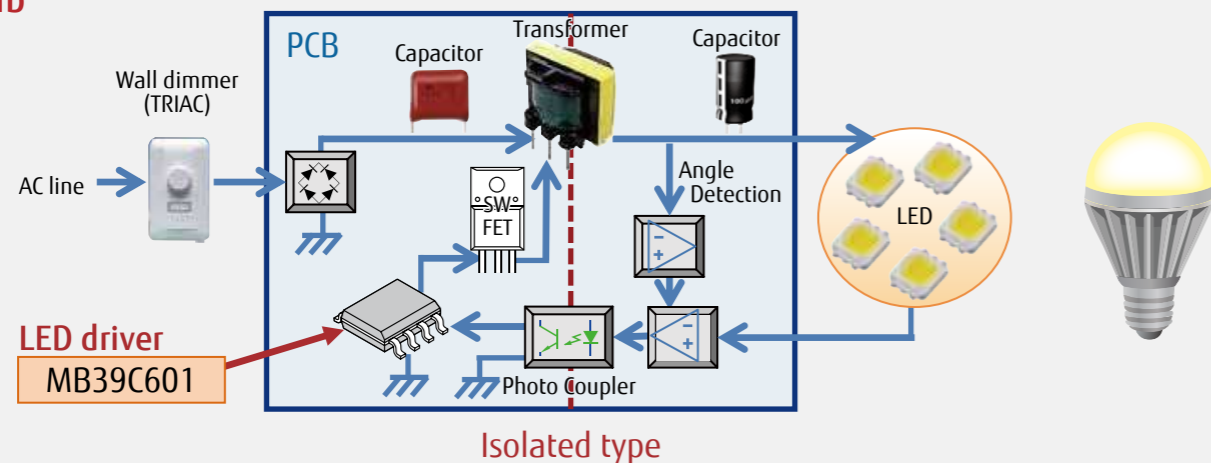 PCB
Transformer
Capacitor
Capacitor
Wall dimmer
(TRIAC)
AC line
SW
FET
Angle
Detection
LED
LED driver
MB39C601
Photo Coupler
Isolated type